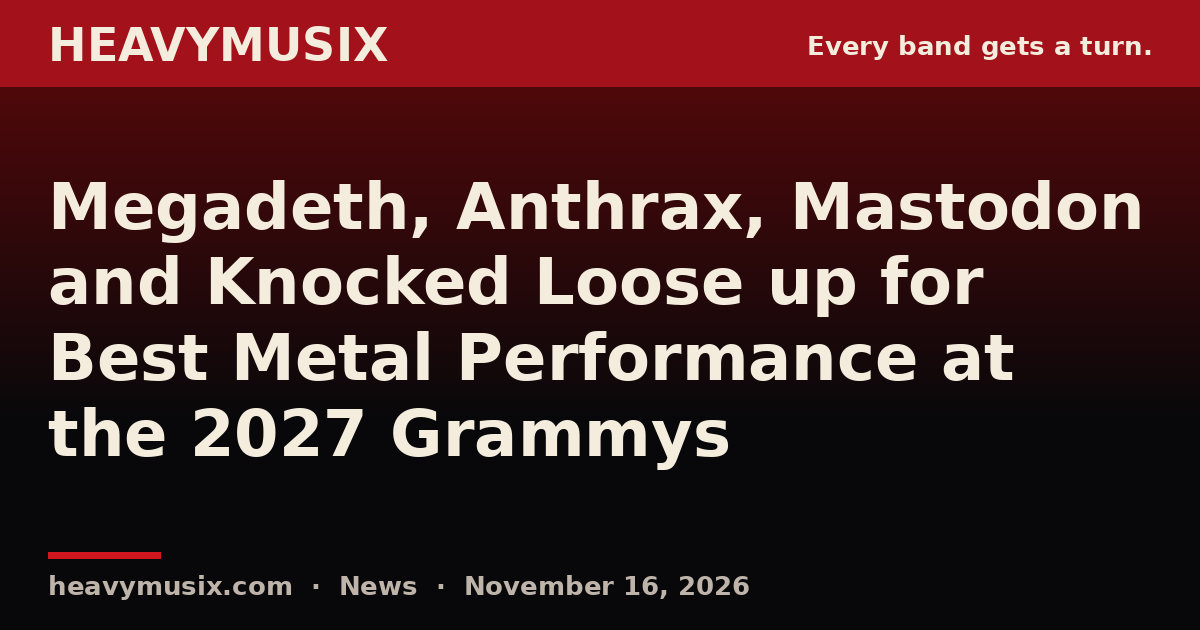 HEAVYMUSIX
Every band gets a turn.
Megadeth, Anthrax, Mastodon
and Knocked Loose up for
Best Metal Performance at
the 2027 Grammys
heavymusix.com · News · November 16, 2026